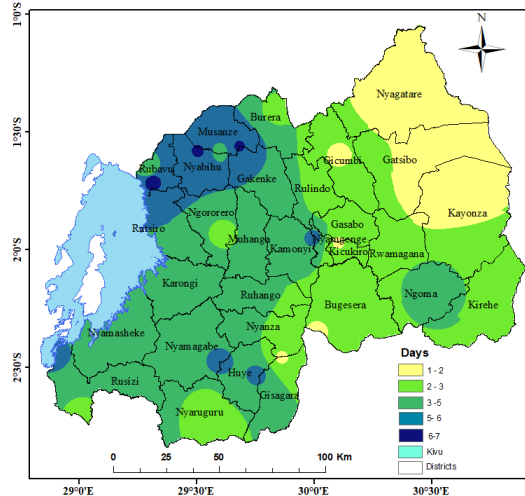 1°0'S
N
Nyagatare
Burera
Musanze
1°30'S
Gicumbi
Gatsibo
Rubavu
Nyabihu
Gakenke
Rulindo
Ngororero
Kayonza
Rutsiro
Gasabo
Muhanga
Nyarugenge
2°0'S
Kamonyi
Kicukiro
Rwamagana
Karongi
Ruhango
Ngoma
Kirehe
Bugesera
Nyamasheke
Nyamagabe
Nyanza
2°30'S
Rusizi
Huye
Gisagara
Nyaruguru
Days
1 - 2
2 - 3
3 -5
5- 6
6-7
Kivu
Districts
0 25 50 100 Km
29°0'E 29°30'E 30°0'E 30°30'E